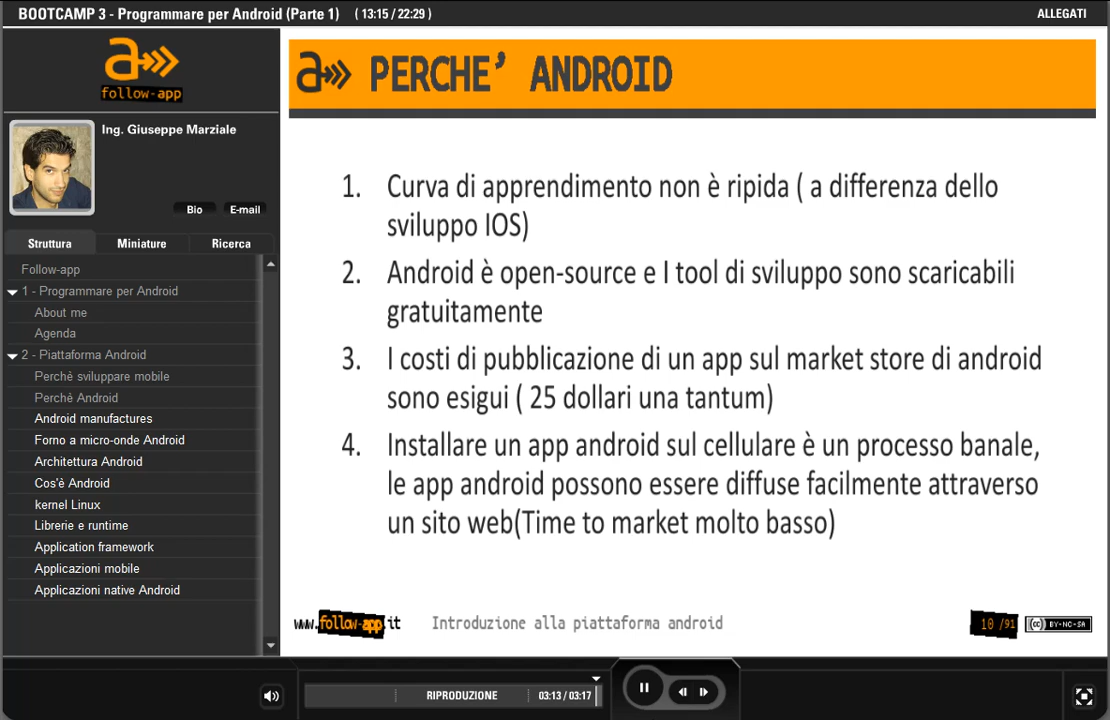 BOOTCAMP 3 - Programmare per Android (Parte 1) ( 13:15 / 22:29 )
ALLEGATI
a
follow-app
Ing. Giuseppe Marziale
Bio
E-mail
Struttura
Miniature
Ricerca
Follow-app
1 - Programmare per Android
About me
Agenda
2 - Piattaforma Android
Perchè sviluppare mobile
Perchè Android
Android manufactures
Forno a micro-onde Android
Architettura Android
Cos'è Android
kernel Linux
Librerie e runtime
Application framework
Applicazioni mobile
Applicazioni native Android
a PERCHE’ ANDROID
1. Curva di apprendimento non è ripida ( a differenza dello
sviluppo IOS)
2. Android è open-source e I tool di sviluppo sono scaricabili
gratuitamente
3. I costi di pubblicazione di un app sul market store di android
sono esigui ( 25 dollari una tantum)
4. Installare un app android sul cellulare è un processo banale,
le app android possono essere diffuse facilmente attraverso
un sito web(Time to market molto basso)
www.follow-app.it
Introduzione alla piattaforma android
10 /91
cc BY-NC-SA
RIPRODUZIONE
03:13 / 03:17